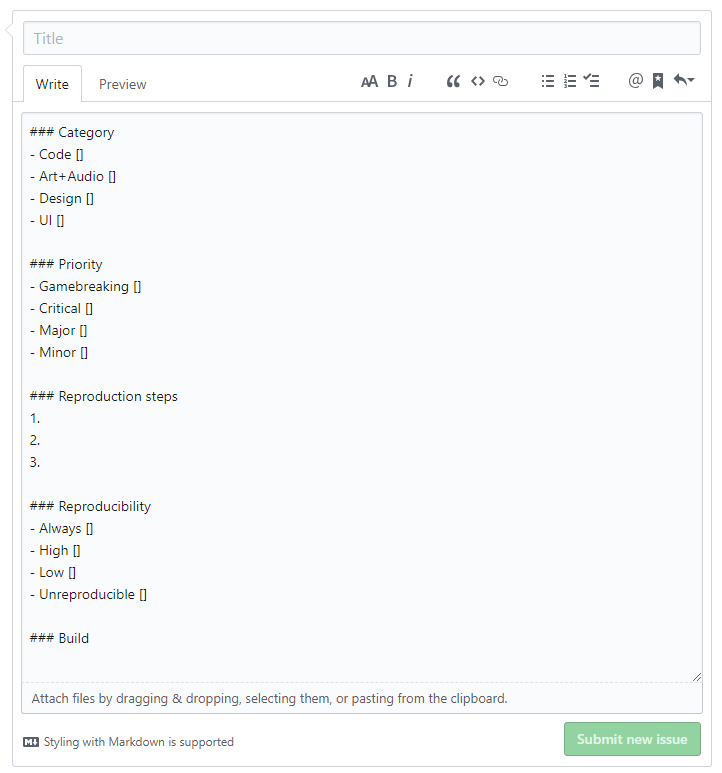 Title
Write Preview AA B i @
### Category
- Code []
- Art+Audio []
- Design []
- UI []
### Priority
- Gamebreaking []
- Critical []
- Major []
- Minor []
### Reproduction steps
1.
2.
3.
### Reproducibility
- Always []
- High []
- Low []
- Unreproducible []
### Build
Attach files by dragging & dropping, selecting them, or pasting from the clipboard.
Styling with Markdown is supported
Submit new issue